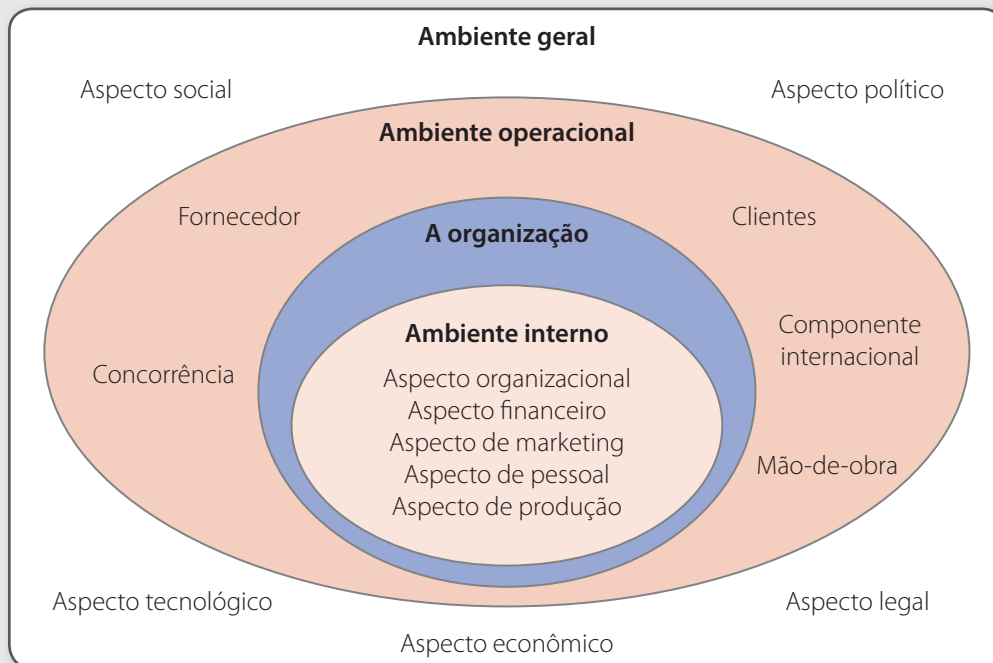 Ambiente geral
Aspecto social
Aspecto político
Ambiente operacional
Fornecedor
Clientes
A organização
Ambiente interno
Componente
internacional
Concorrência
Aspecto organizacional
Aspecto financeiro
Aspecto de marketing
Aspecto de pessoal
Aspecto de produção
Mão-de-obra
Aspecto tecnológico
Aspecto legal
Aspecto econômico